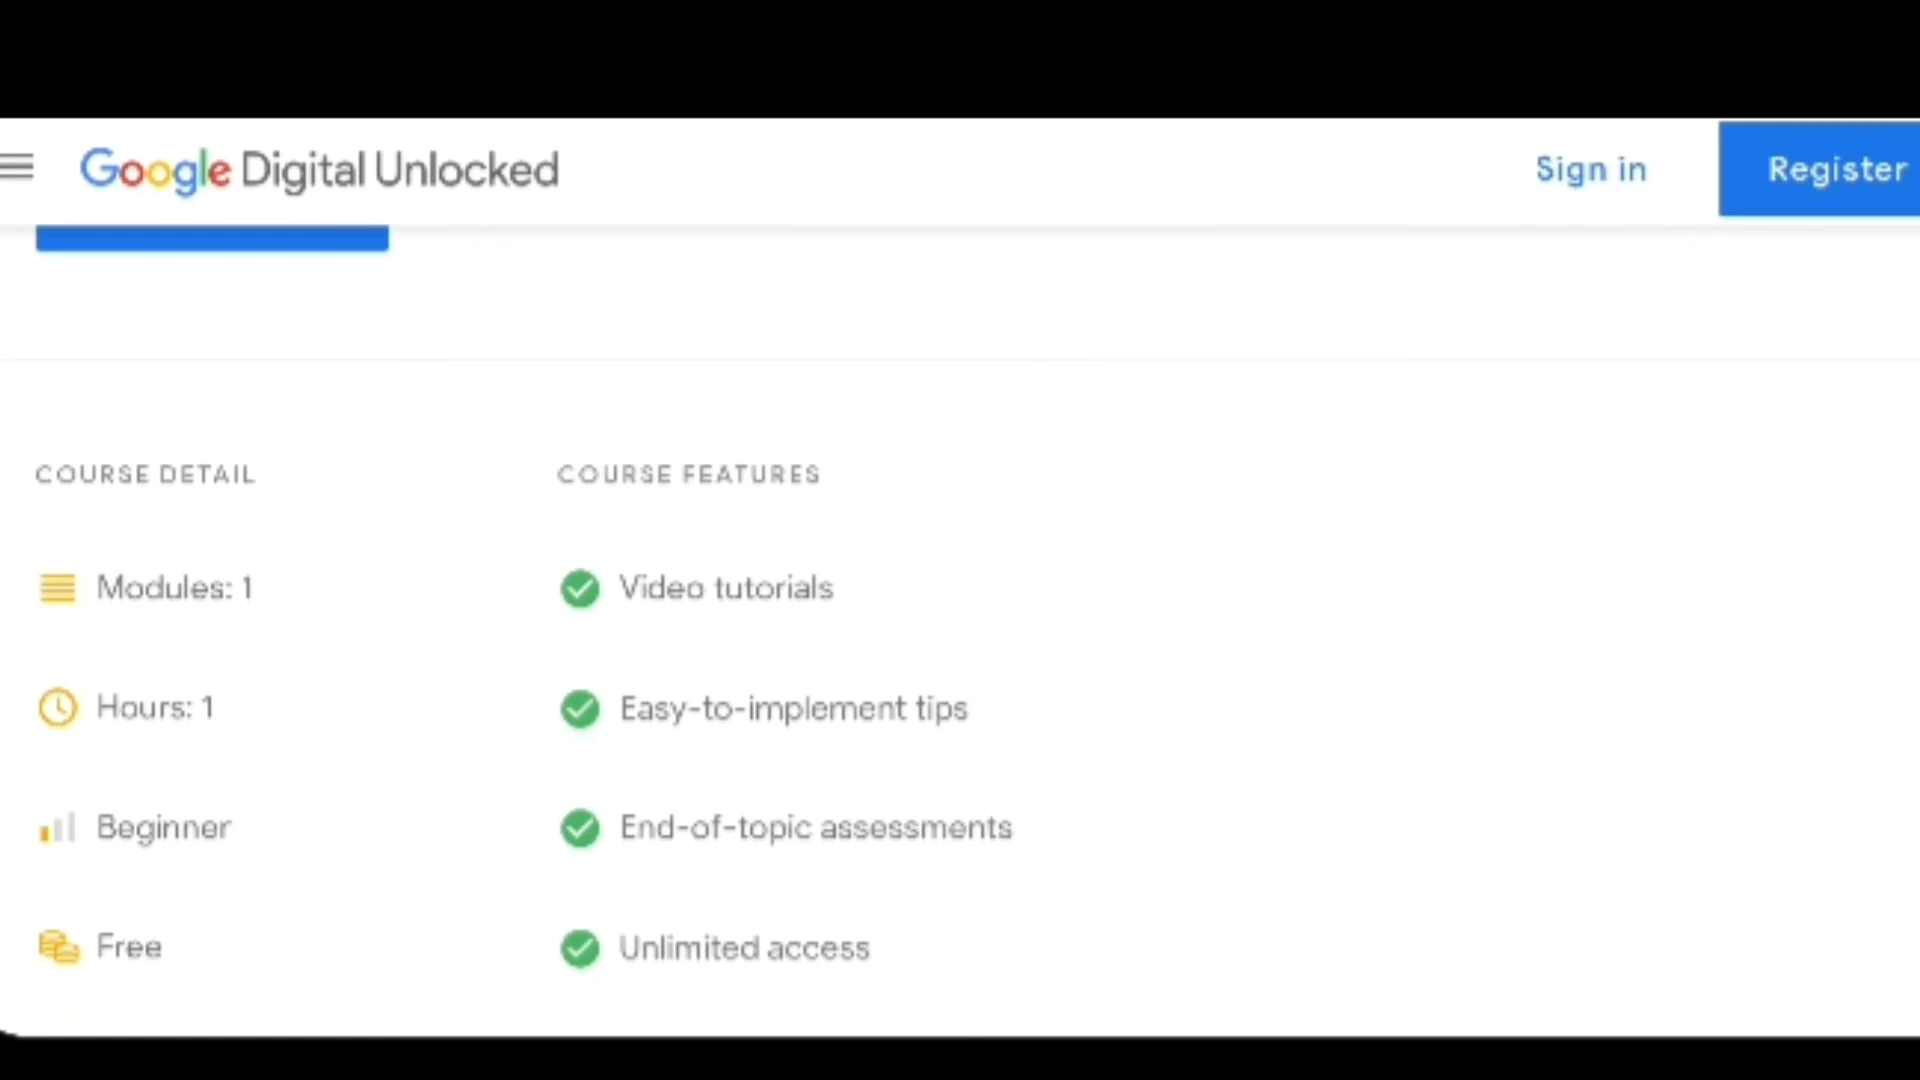 Google Digital Unlocked
Sign in
Register
COURSE DETAIL
COURSE FEATURES
Modules: 1
Video tutorials
Hours: 1
Easy-to-implement tips
Beginner
End-of-topic assessments
Free
Unlimited access